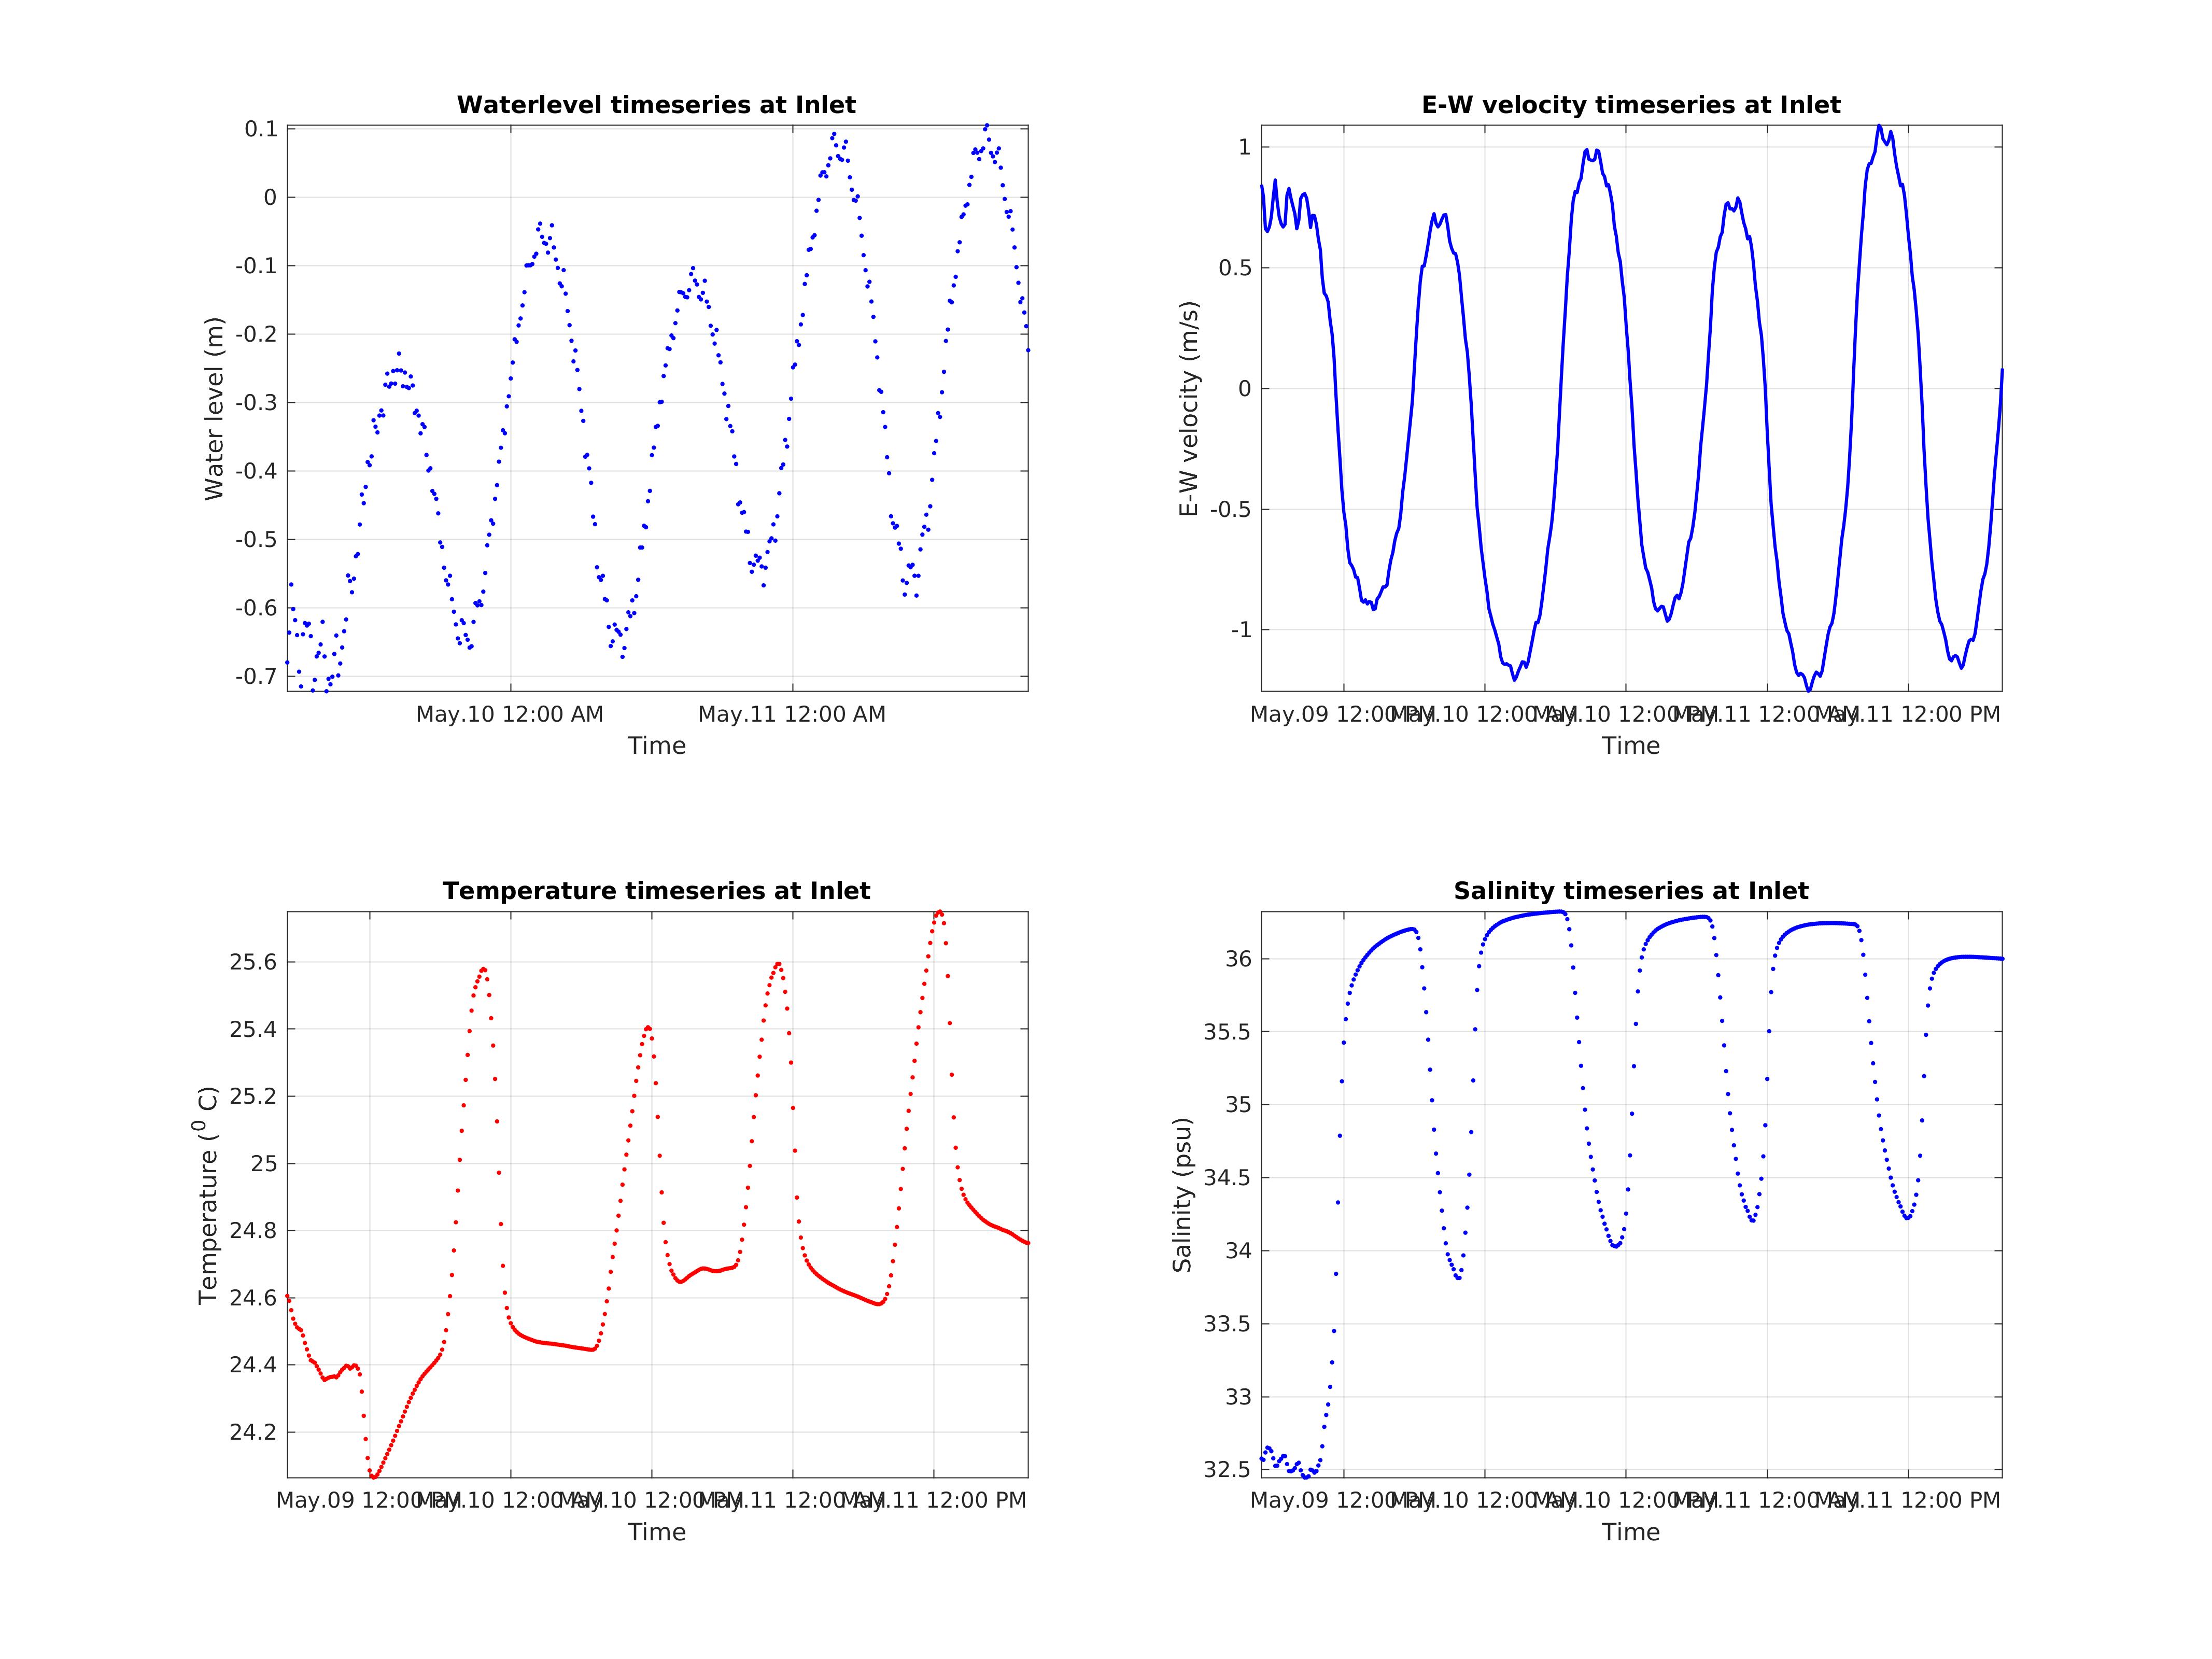 Waterlevel timeseries at Inlet
0.1
0
-0.1
-0.2
-0.3
-0.4
-0.5
-0.6
-0.7
Water level (m)
May.10 12:00 AM
May.11 12:00 AM
Time
E-W velocity timeseries at Inlet
1
0.5
0
-0.5
-1
E-W velocity (m/s)
May.09 12:00 PM
May.10 12:00 AM
May.10 12:00 PM
May.11 12:00 AM
May.11 12:00 PM
Time
Temperature timeseries at Inlet
25.6
25.4
25.2
25
24.8
24.6
24.4
24.2
Temperature (⁰ C)
May.09 12:00 PM
May.10 12:00 AM
May.10 12:00 PM
May.11 12:00 AM
May.11 12:00 PM
Time
Salinity timeseries at Inlet
36
35.5
35
34.5
34
33.5
33
32.5
Salinity (psu)
May.09 12:00 PM
May.10 12:00 AM
May.10 12:00 PM
May.11 12:00 AM
May.11 12:00 PM
Time